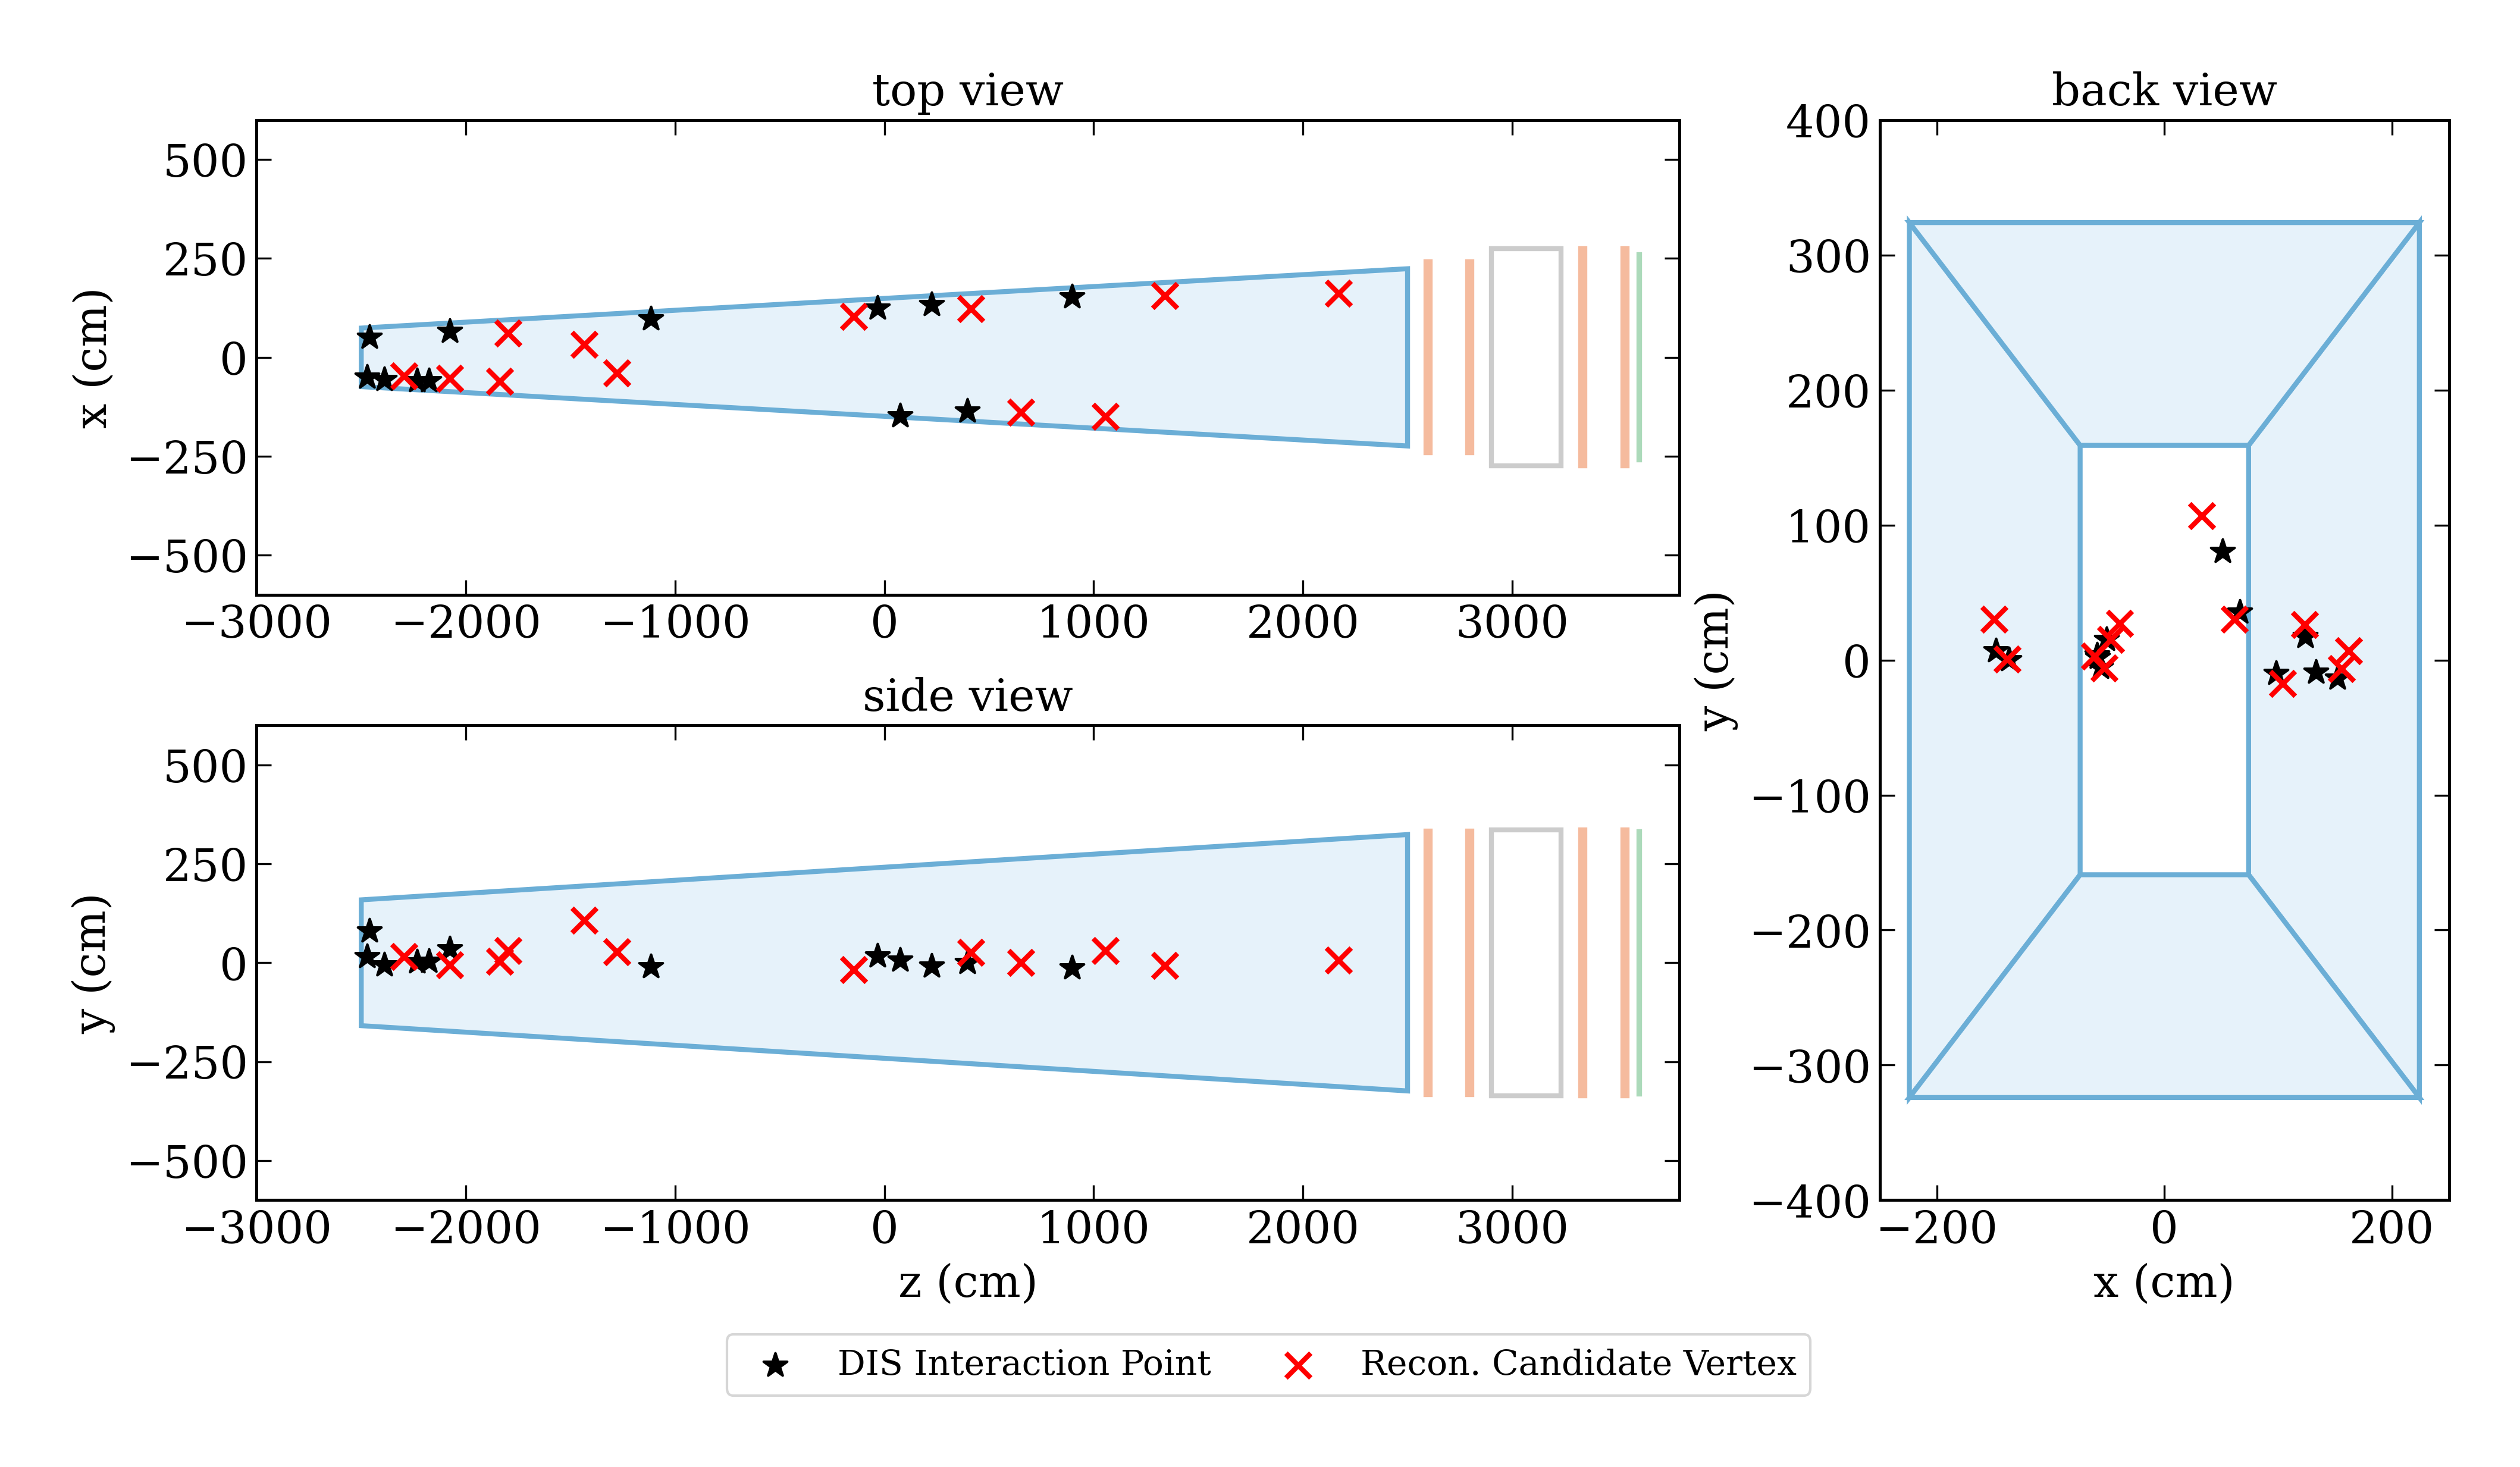 top view
500
250
0
−250
−500
x (cm)
−3000 −2000 −1000 0 1000 2000 3000
side view
500
250
0
−250
−500
y (cm)
−3000 −2000 −1000 0 1000 2000 3000
z (cm)
back view
400
300
200
100
0
−100
−200
−300
−400
y (cm)
−200 0 200
x (cm)
DIS Interaction Point
Recon. Candidate Vertex